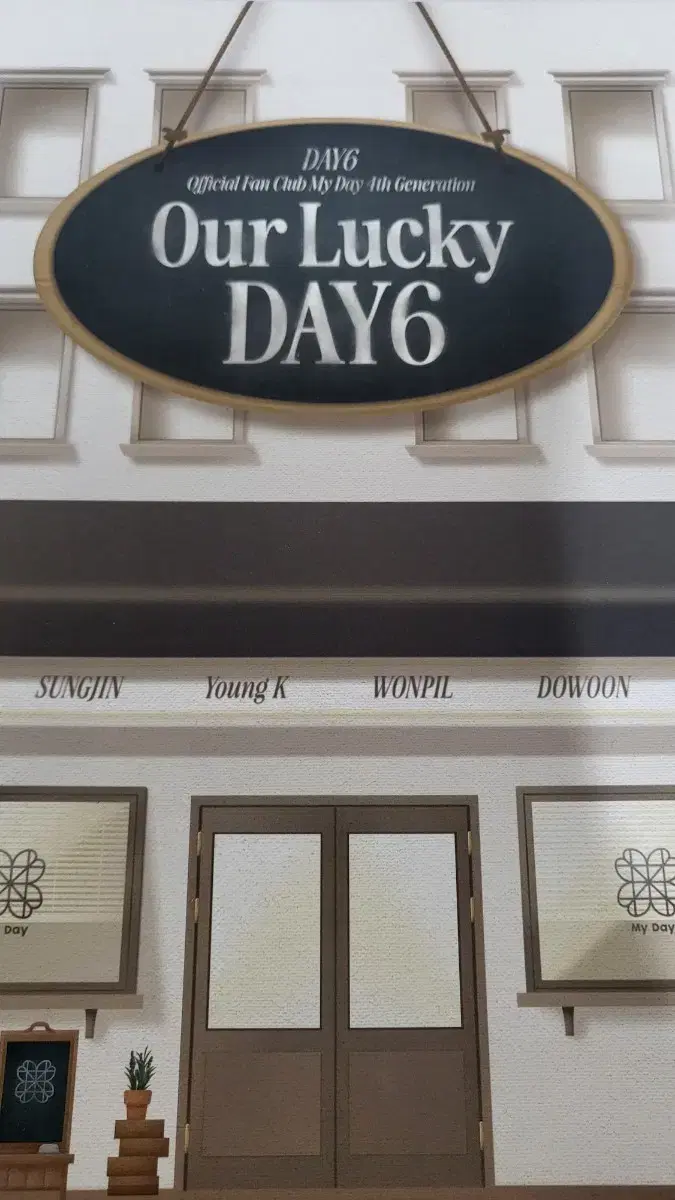 DAY6
Official Fan Club My Day 4th Generation
Our Lucky
DAY6
SUNGJIN Young K WONPIL DOWOON
Day
My Day